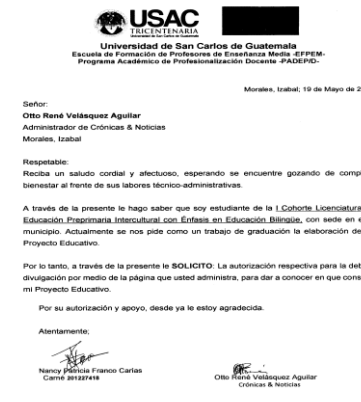 USAC
TRICENTENARIA
Universidad de San Carlos de Guatemala
Universidad de San Carlos de Guatemala
Escuela de Formación de Profesores de Enseñanza Media -EFPEM-
Programa Académico de Profesionalización Docente -PADEP/D-
Morales, Izabal; 19 de Mayo de 2
Señor:
Otto René Velásquez Aguilar
Administrador de Crónicas & Noticias
Morales, Izabal
Respetable:
Reciba un saludo cordial y afectuoso, esperando se encuentre gozando de comp
bienestar al frente de sus labores técnico-administrativas.
A través de la presente le hago saber que soy estudiante de la I Cohorte Licenciatura
Educación Preprimaria Intercultural con Énfasis en Educación Bilingüe, con sede en e
municipio. Actualmente se nos pide como un trabajo de graduación la elaboración de
Proyecto Educativo.
Por lo tanto, a través de la presente le SOLICITO: La autorización respectiva para la deb
divulgación por medio de la página que usted administra, para dar a conocer en que cons
mi Proyecto Educativo.
Por su autorización y apoyo, desde ya le estoy agradecida.
Atentamente;
Nancy Patricia Franco Carías
Carné 201227418
Otto René Velásquez Aguilar
Crónicas & Noticias